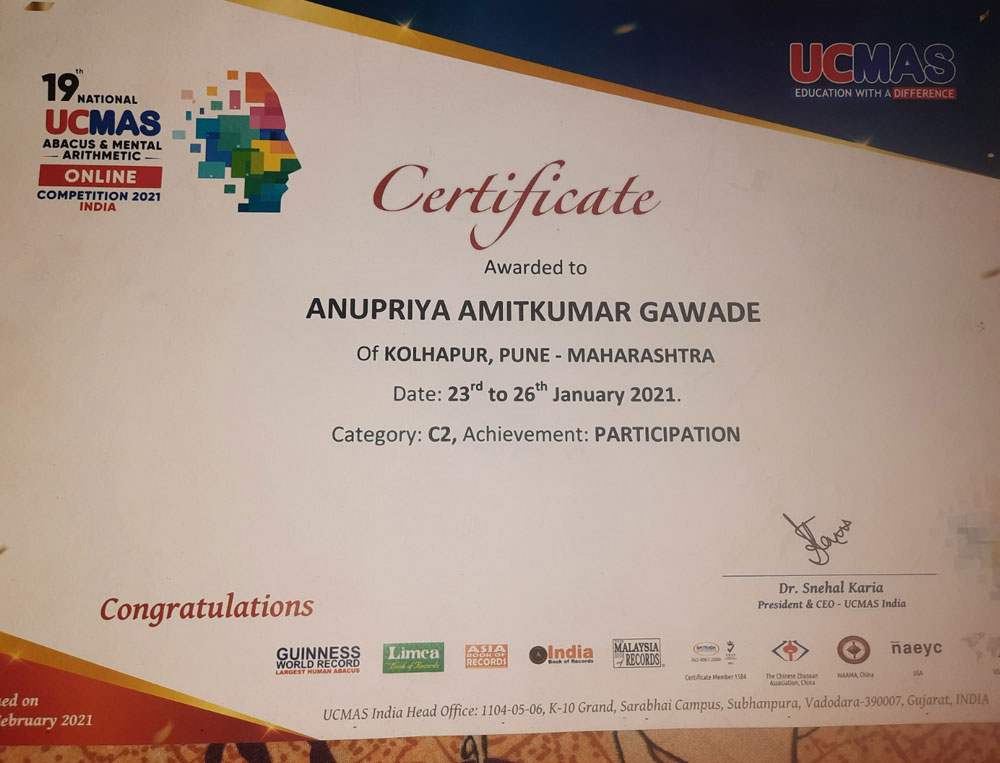 19th NATIONAL
UCMAS
ABACUS & MENTAL
ARITHMETIC
ONLINE
COMPETITION 2021
INDIA
UCMAS
EDUCATION WITH A DIFFERENCE
Certificate
Awarded to
ANUPRIYA AMITKUMAR GAWADE
Of KOLHAPUR, PUNE - MAHARASHTRA
Date: 23rd to 26th January 2021.
Category: C2, Achievement: PARTICIPATION
Dr. Snehal Karia
President & CEO - UCMAS India
Congratulations
GUINNESS
WORLD RECORD
LARGEST HUMAN ABACUS
Limca
Book of Records
ASIA
BOOK OF
RECORDS
India
Book of Records
MALAYSIA
BOOK of RECORDS
Certificate Member 1584
The Chinese Zhusuan
Association, China
WAAMA, China
naeyc
USA
on
2021
UCMAS India Head Office: 1104-05-06, K-10 Grand, Sarabhai Campus, Subhanpura, Vadodara-390007, Gujarat, INDIA